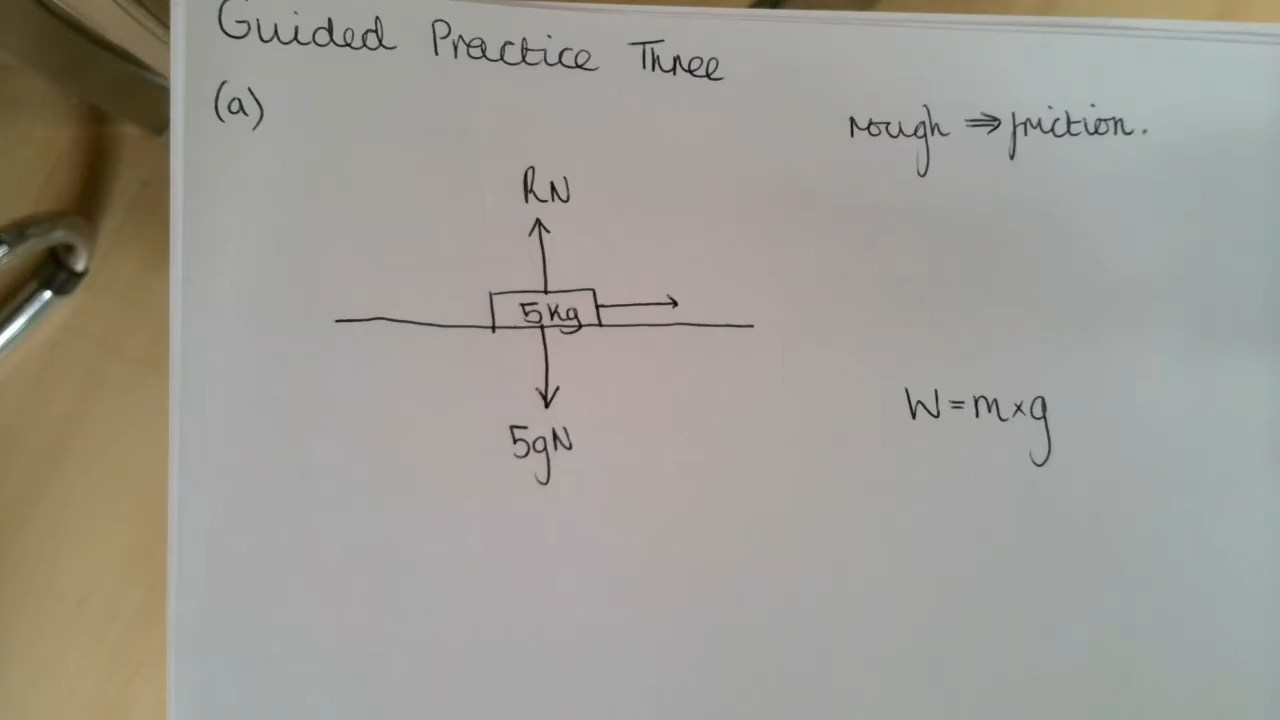 Guided Practice Three
(a)
rough ⇒ friction.
RN
5kg
W=m×g
5gN